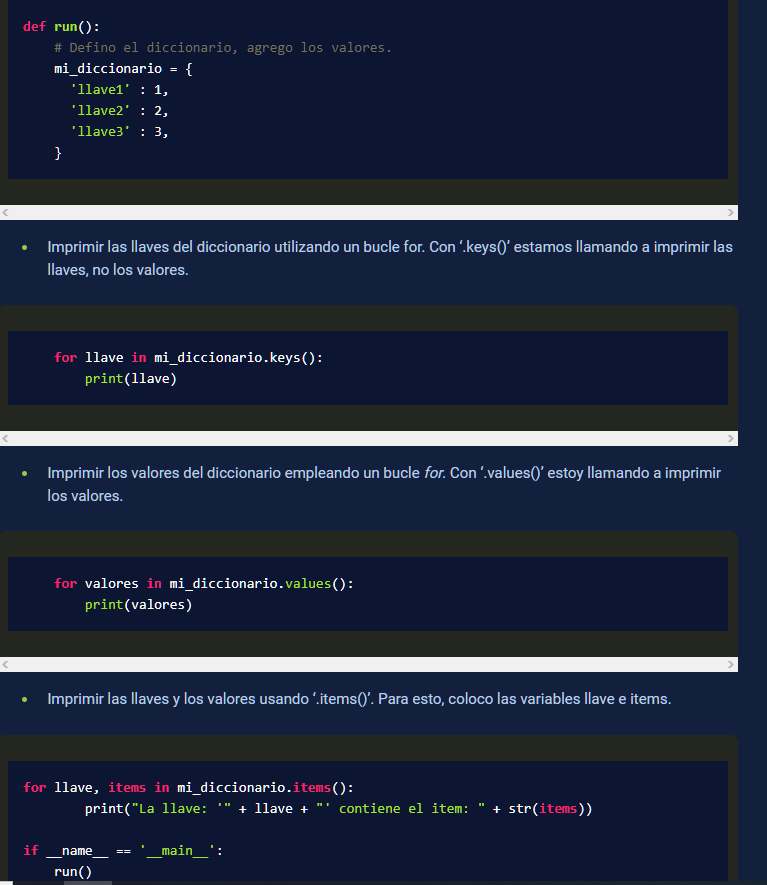 def run():
    # Defino el diccionario, agrego los valores.
    mi_diccionario = {
      'llave1' : 1,
      'llave2' : 2,
      'llave3' : 3,
    }
• Imprimir las llaves del diccionario utilizando un bucle for. Con ‘.keys()’ estamos llamando a imprimir las
llaves, no los valores.
    for llave in mi_diccionario.keys():
        print(llave)
• Imprimir los valores del diccionario empleando un bucle for. Con ‘.values()’ estoy llamando a imprimir
los valores.
    for valores in mi_diccionario.values():
        print(valores)
• Imprimir las llaves y los valores usando ‘.items()’. Para esto, coloco las variables llave e items.
for llave, items in mi_diccionario.items():
        print("La llave: '" + llave + "' contiene el item: " + str(items))
if __name__ == '__main__':
    run()